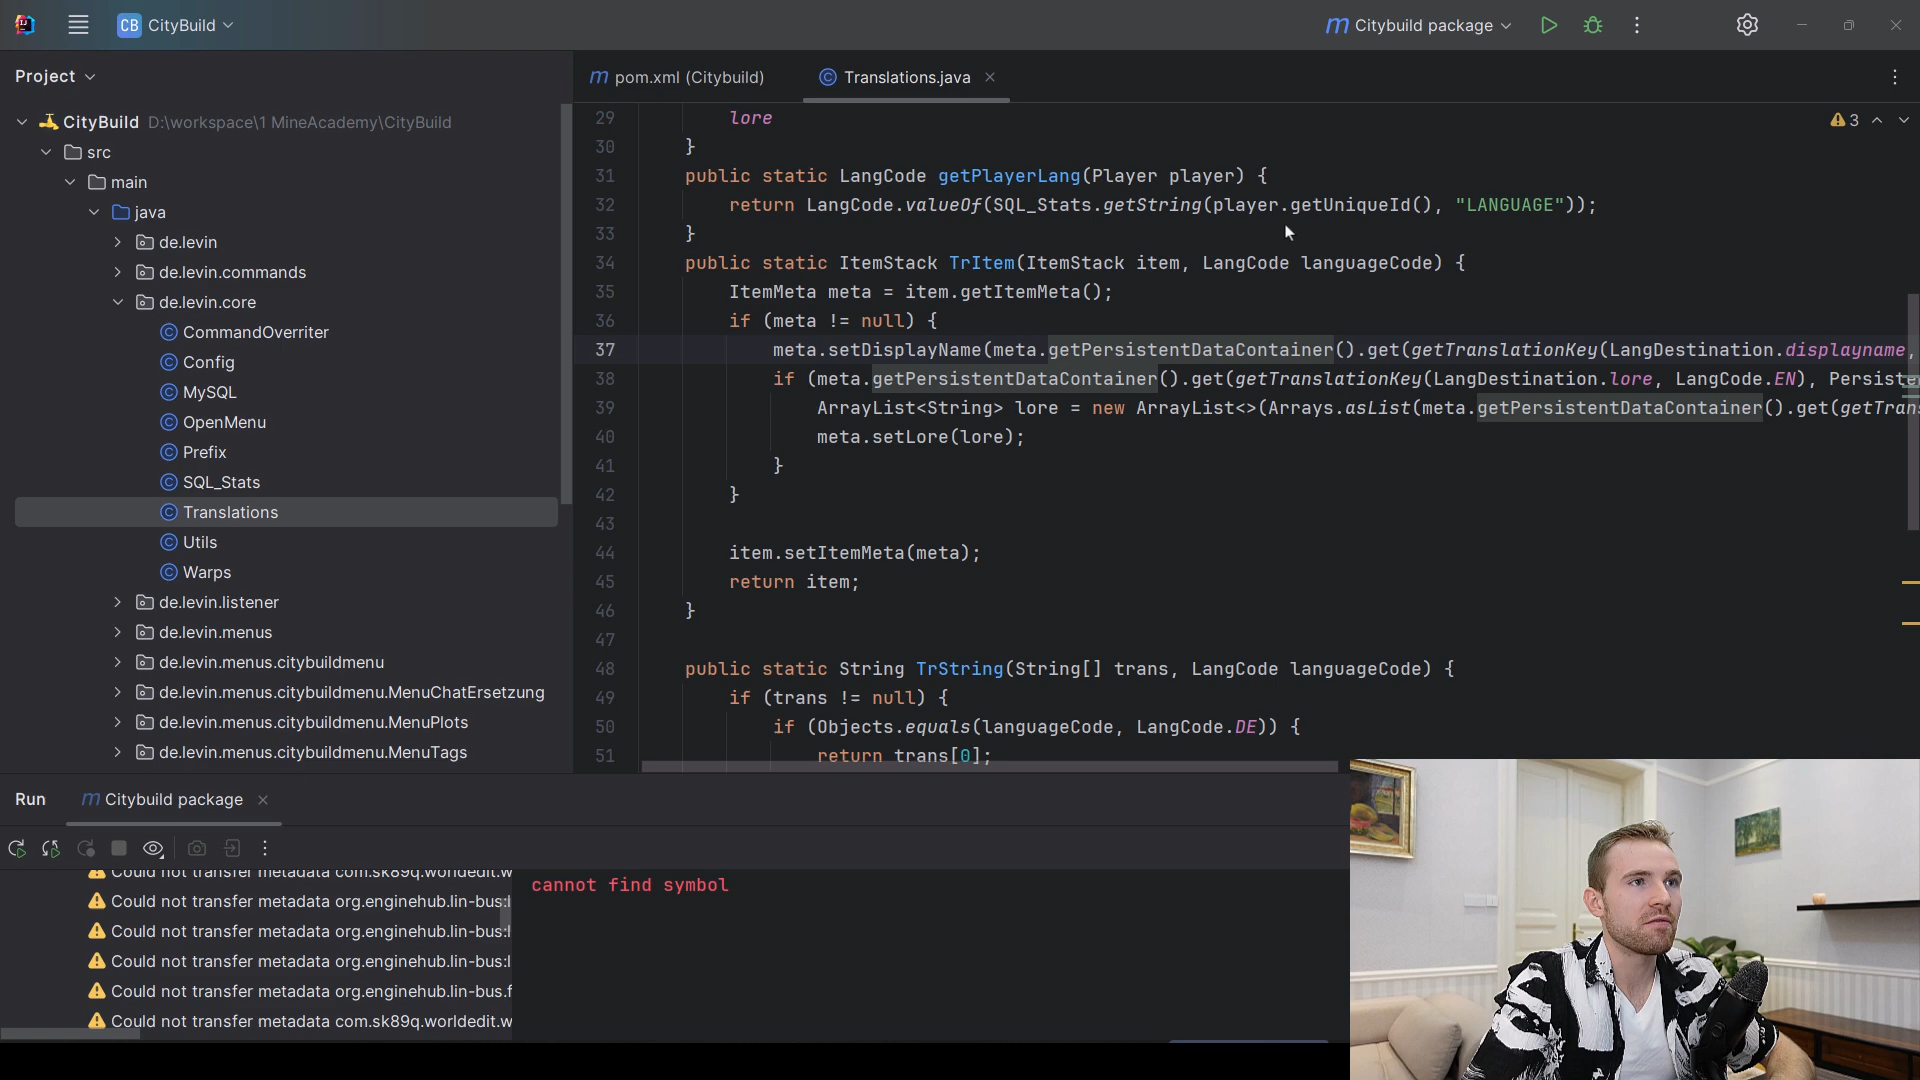 CB CityBuild
Citybuild package
Project
pom.xml (Citybuild)
Translations.java
CityBuild D:\workspace\1 MineAcademy\CityBuild
src
main
java
de.levin
de.levin.commands
de.levin.core
CommandOverriter
Config
MySQL
OpenMenu
Prefix
SQL_Stats
Translations
Utils
Warps
de.levin.listener
de.levin.menus
de.levin.menus.citybuildmenu
de.levin.menus.citybuildmenu.MenuChatErsetzung
de.levin.menus.citybuildmenu.MenuPlots
de.levin.menus.citybuildmenu.MenuTags
3
29 lore
30 }
31 public static LangCode getPlayerLang(Player player) {
32 return LangCode.valueOf(SQL_Stats.getString(player.getUniqueId(), "LANGUAGE"));
33 }
34 public static ItemStack TrItem(ItemStack item, LangCode languageCode) {
35 ItemMeta meta = item.getItemMeta();
36 if (meta != null) {
37 meta.setDisplayName(meta.getPersistentDataContainer().get(getTranslationKey(LangDestination.displayname,
38 if (meta.getPersistentDataContainer().get(getTranslationKey(LangDestination.lore, LangCode.EN), Persiste
39 ArrayList<String> lore = new ArrayList<>(Arrays.asList(meta.getPersistentDataContainer().get(getTran
40 meta.setLore(lore);
41 }
42 }
43
44 item.setItemMeta(meta);
45 return item;
46 }
47
48 public static String TrString(String[] trans, LangCode languageCode) {
49 if (trans != null) {
50 if (Objects.equals(languageCode, LangCode.DE)) {
51 return trans[0];
Run
Citybuild package
Could not transfer metadata com.sk89q.worldedit.w
Could not transfer metadata org.enginehub.lin-bus:l
Could not transfer metadata org.enginehub.lin-bus:l
Could not transfer metadata org.enginehub.lin-bus:l
Could not transfer metadata org.enginehub.lin-bus.f
Could not transfer metadata com.sk89q.worldedit.w
cannot find symbol